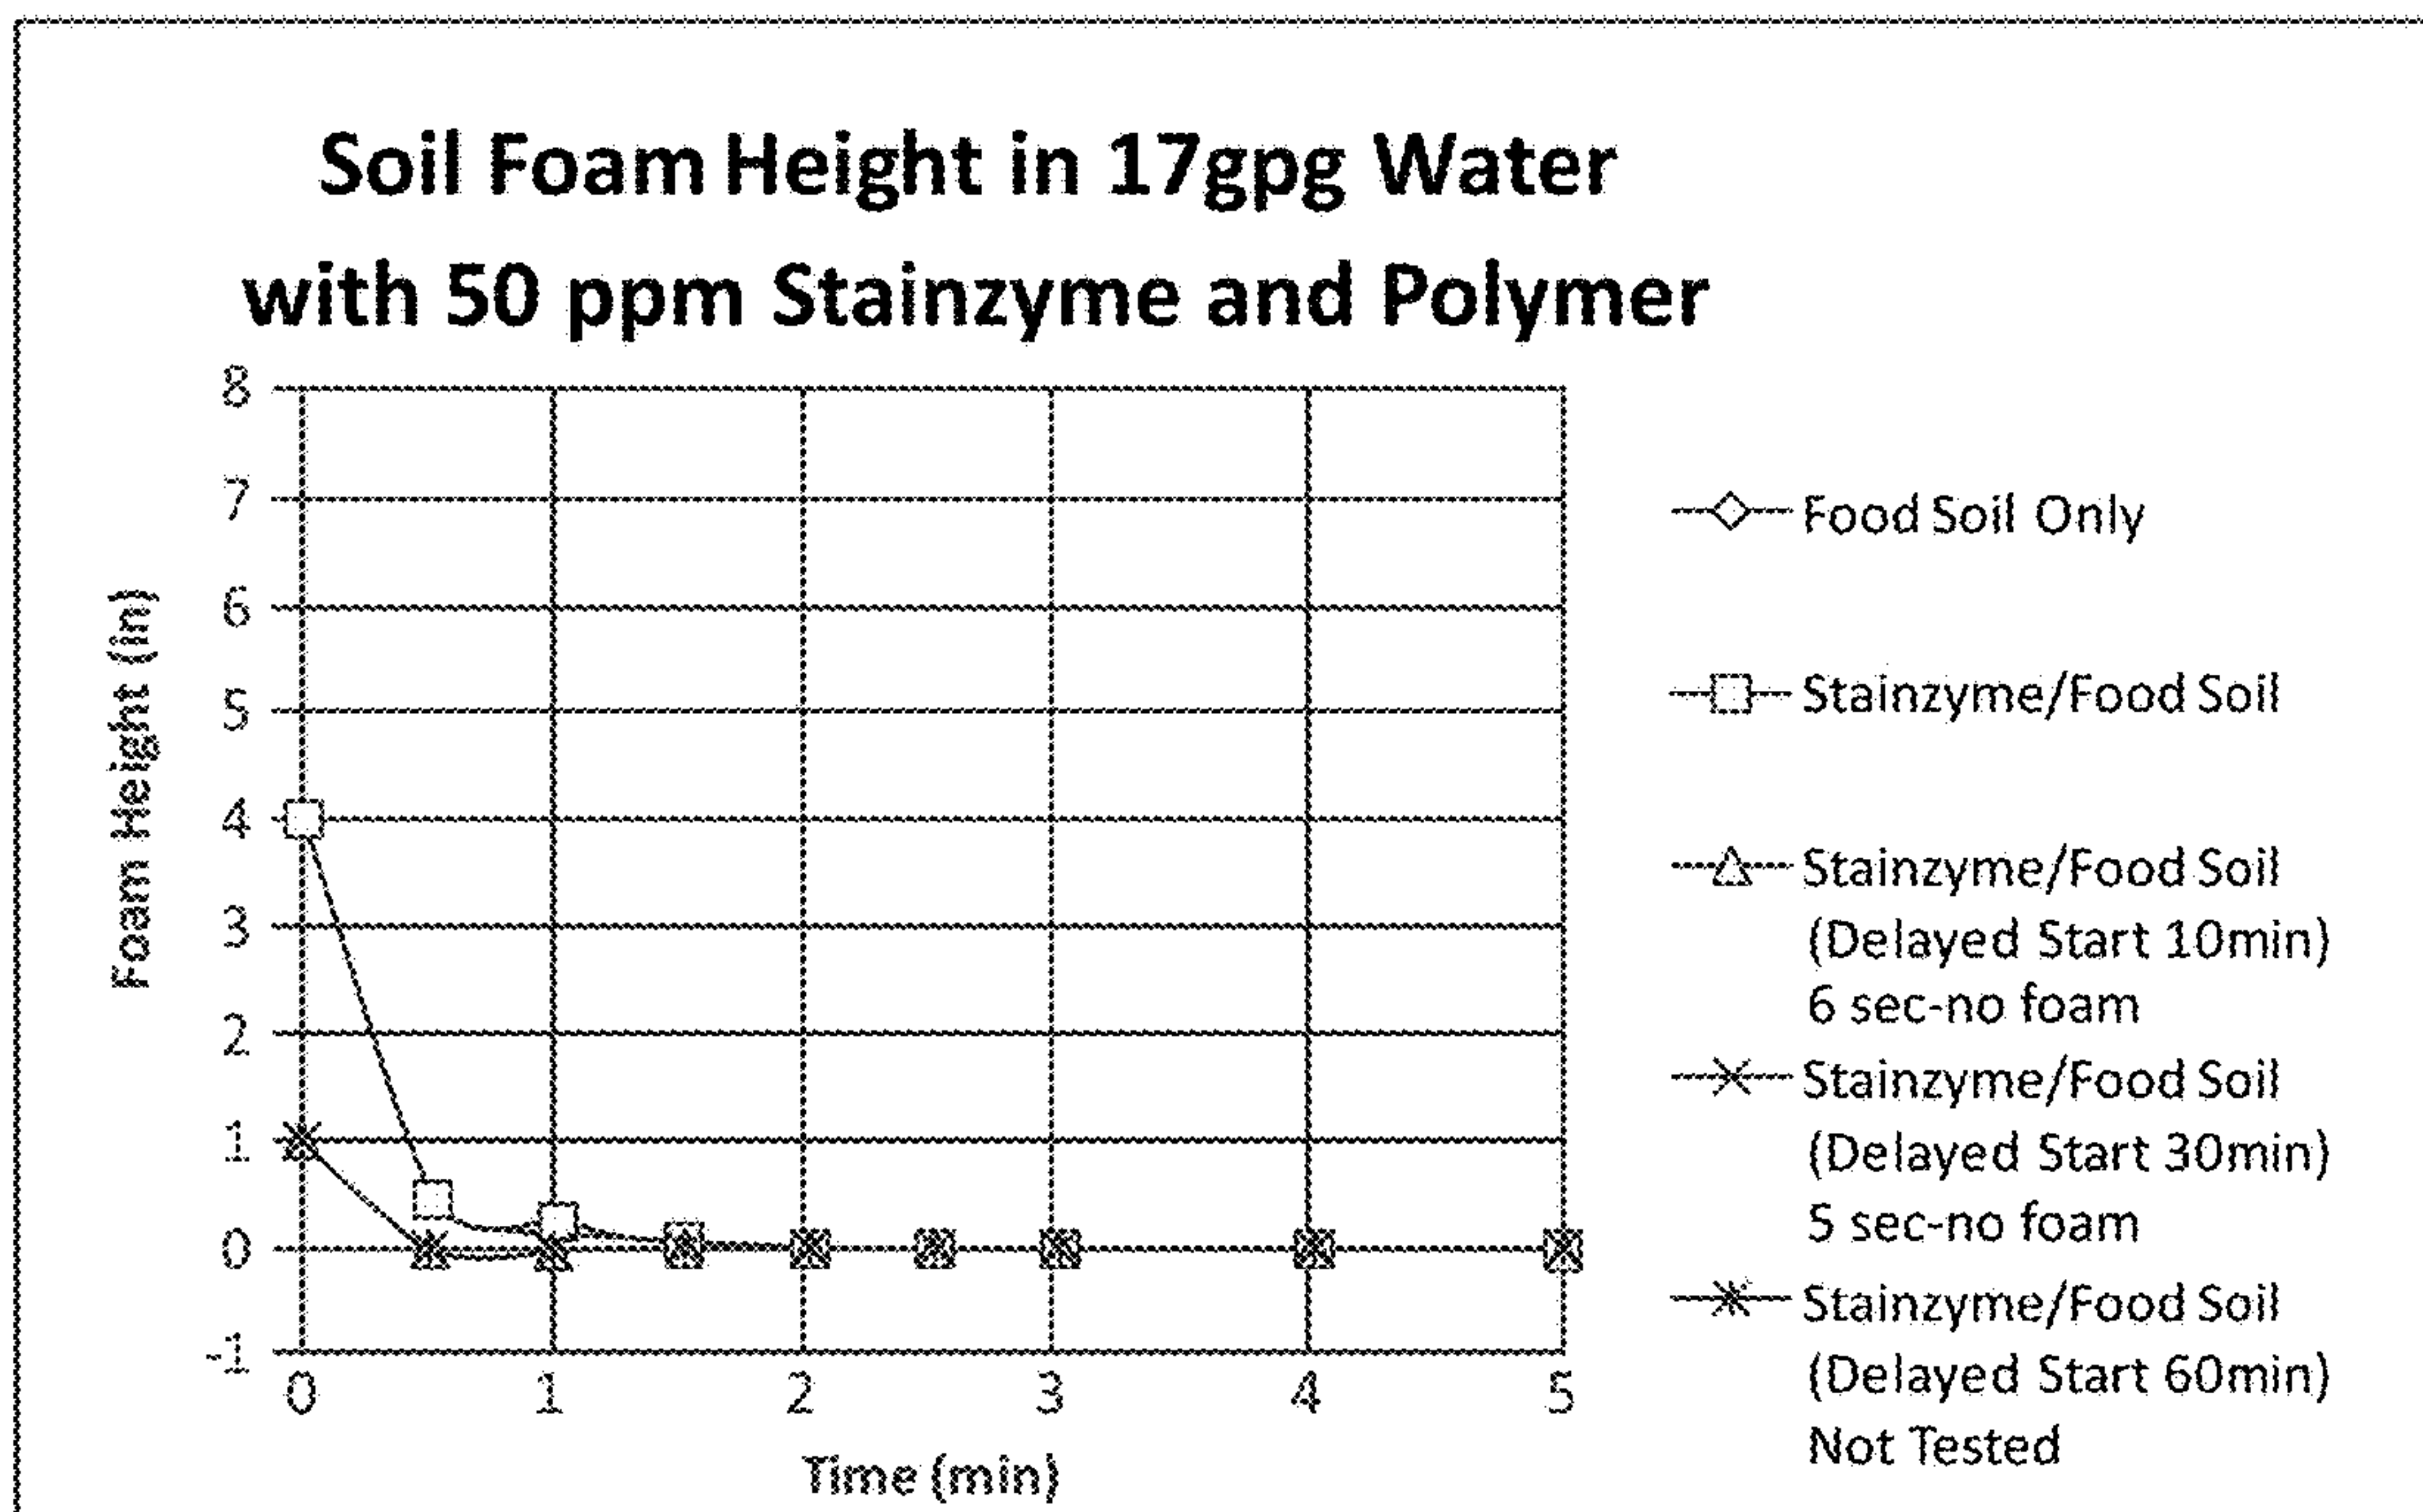 Soil Foam Height in 17gpg Water
with 50 ppm Stainzyme and Polymer
8
7
6
5
4
3
2
1
0
-1
Foam Height (in)
0 1 2 3 4 5
Time (min)
Food Soil Only
Stainzyme/Food Soil
Stainzyme/Food Soil
(Delayed Start 10min)
6 sec-no foam
Stainzyme/Food Soil
(Delayed Start 30min)
5 sec-no foam
Stainzyme/Food Soil
(Delayed Start 60min)
Not Tested